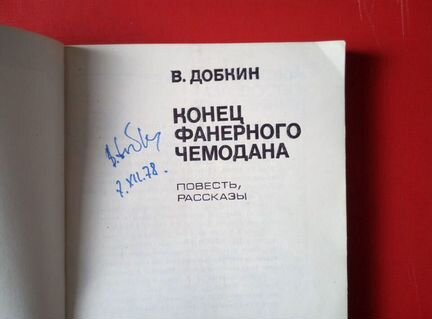 В. ДОБКИН
КОНЕЦ
ФАНЕРНОГО
ЧЕМОДАНА
7.XII.78.
ПОВЕСТЬ,
РАССКАЗЫ